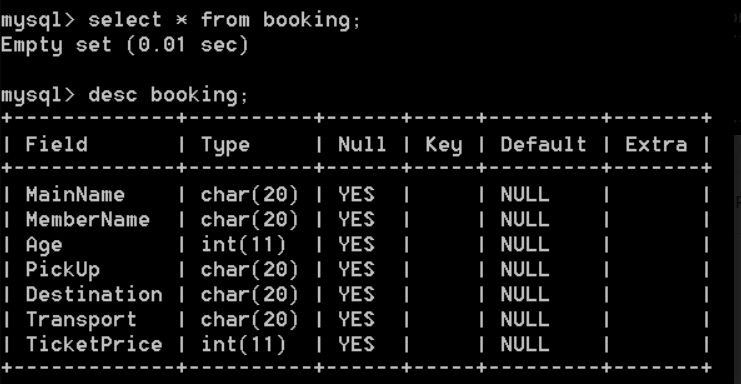 mysql> select * from booking;
Empty set (0.01 sec)
mysql> desc booking;
+-------------+----------+------+-----+---------+-------+
| Field       | Type     | Null | Key | Default | Extra |
+-------------+----------+------+-----+---------+-------+
| MainName    | char(20) | YES  |     | NULL    |       |
| MemberName  | char(20) | YES  |     | NULL    |       |
| Age         | int(11)  | YES  |     | NULL    |       |
| PickUp      | char(20) | YES  |     | NULL    |       |
| Destination | char(20) | YES  |     | NULL    |       |
| Transport   | char(20) | YES  |     | NULL    |       |
| TicketPrice | int(11)  | YES  |     | NULL    |       |
+-------------+----------+------+-----+---------+-------+